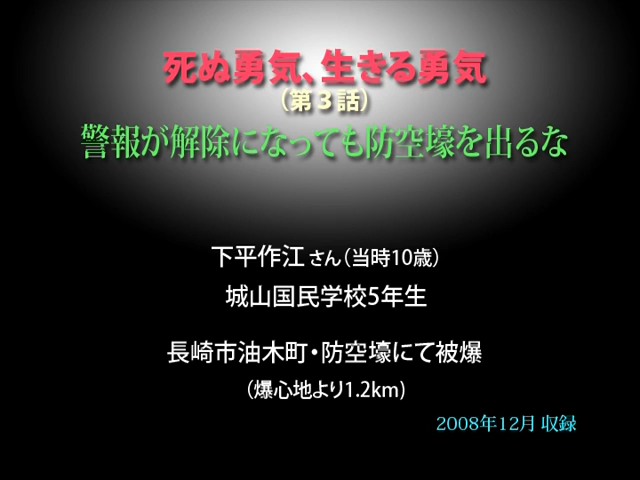 死ぬ勇気、生きる勇気
(第3話)
警報が解除になっても防空壕を出るな
下平作江さん(当時10歳)
城山国民学校5年生
長崎市油木町・防空壕にて被爆
(爆心地より1.2km)
2008年12月 収録